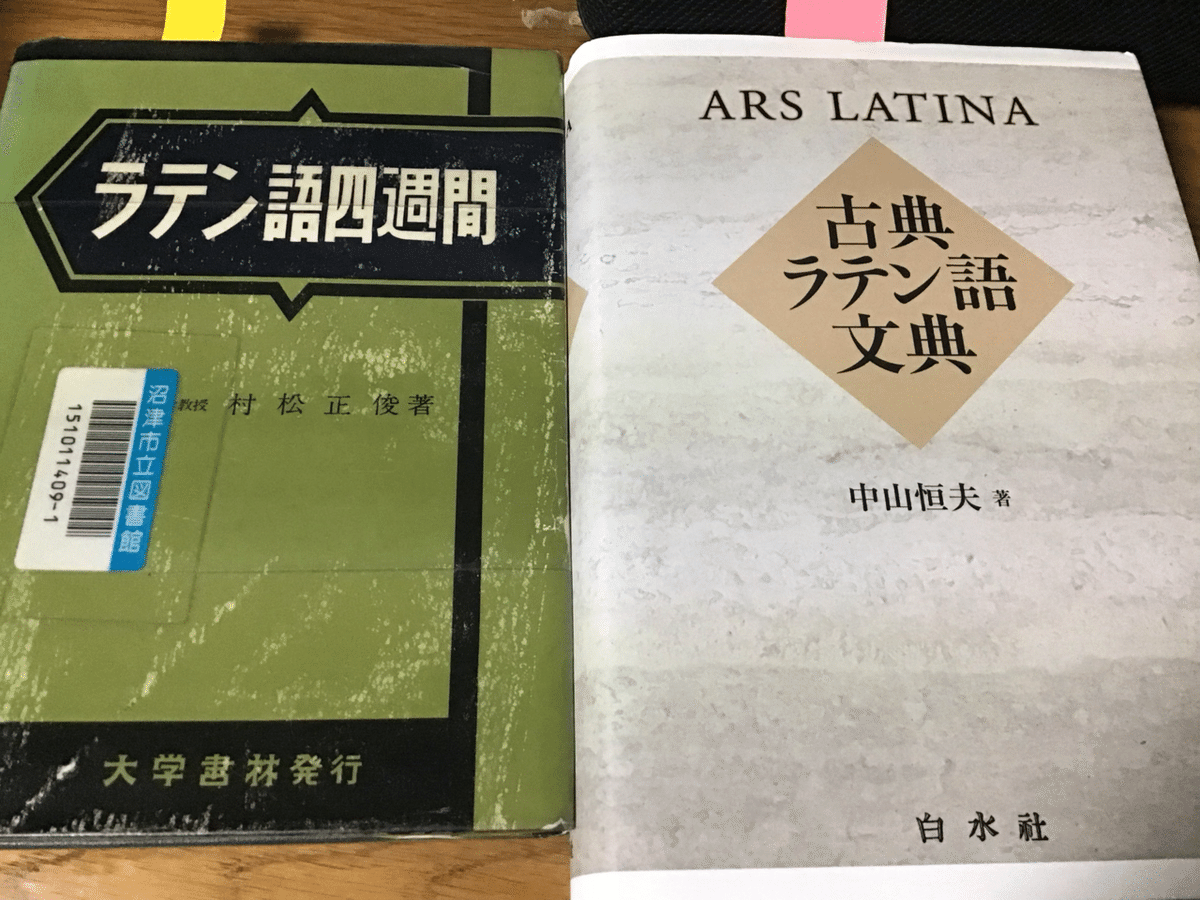 ラテン語四週間
教授 村松正俊著
沼津市立図書館
151011409-1
大学書林発行
ARS LATINA
古典
ラテン語
文典
中山恒夫 著
白水社